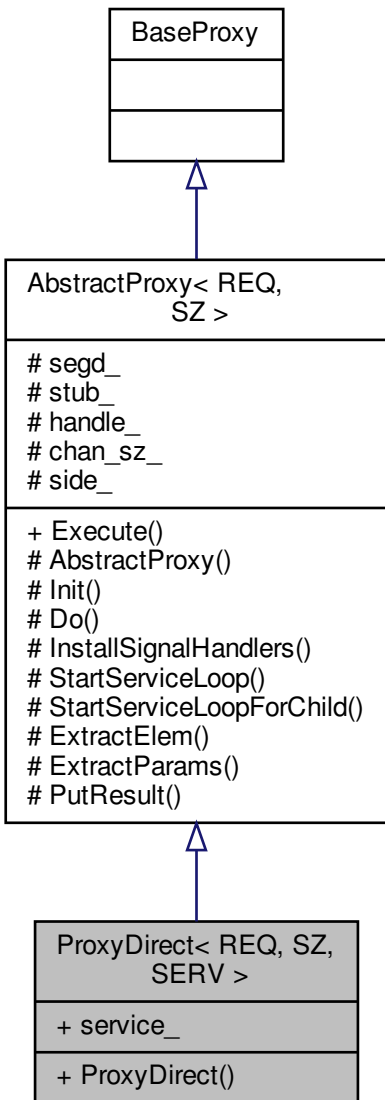 BaseProxy
AbstractProxy< REQ,
SZ >
# segd_
# stub_
# handle_
# chan_sz_
# side_
+ Execute()
# AbstractProxy()
# Init()
# Do()
# InstallSignalHandlers()
# StartServiceLoop()
# StartServiceLoopForChild()
# ExtractElem()
# ExtractParams()
# PutResult()
ProxyDirect< REQ, SZ,
SERV >
+ service_
+ ProxyDirect()